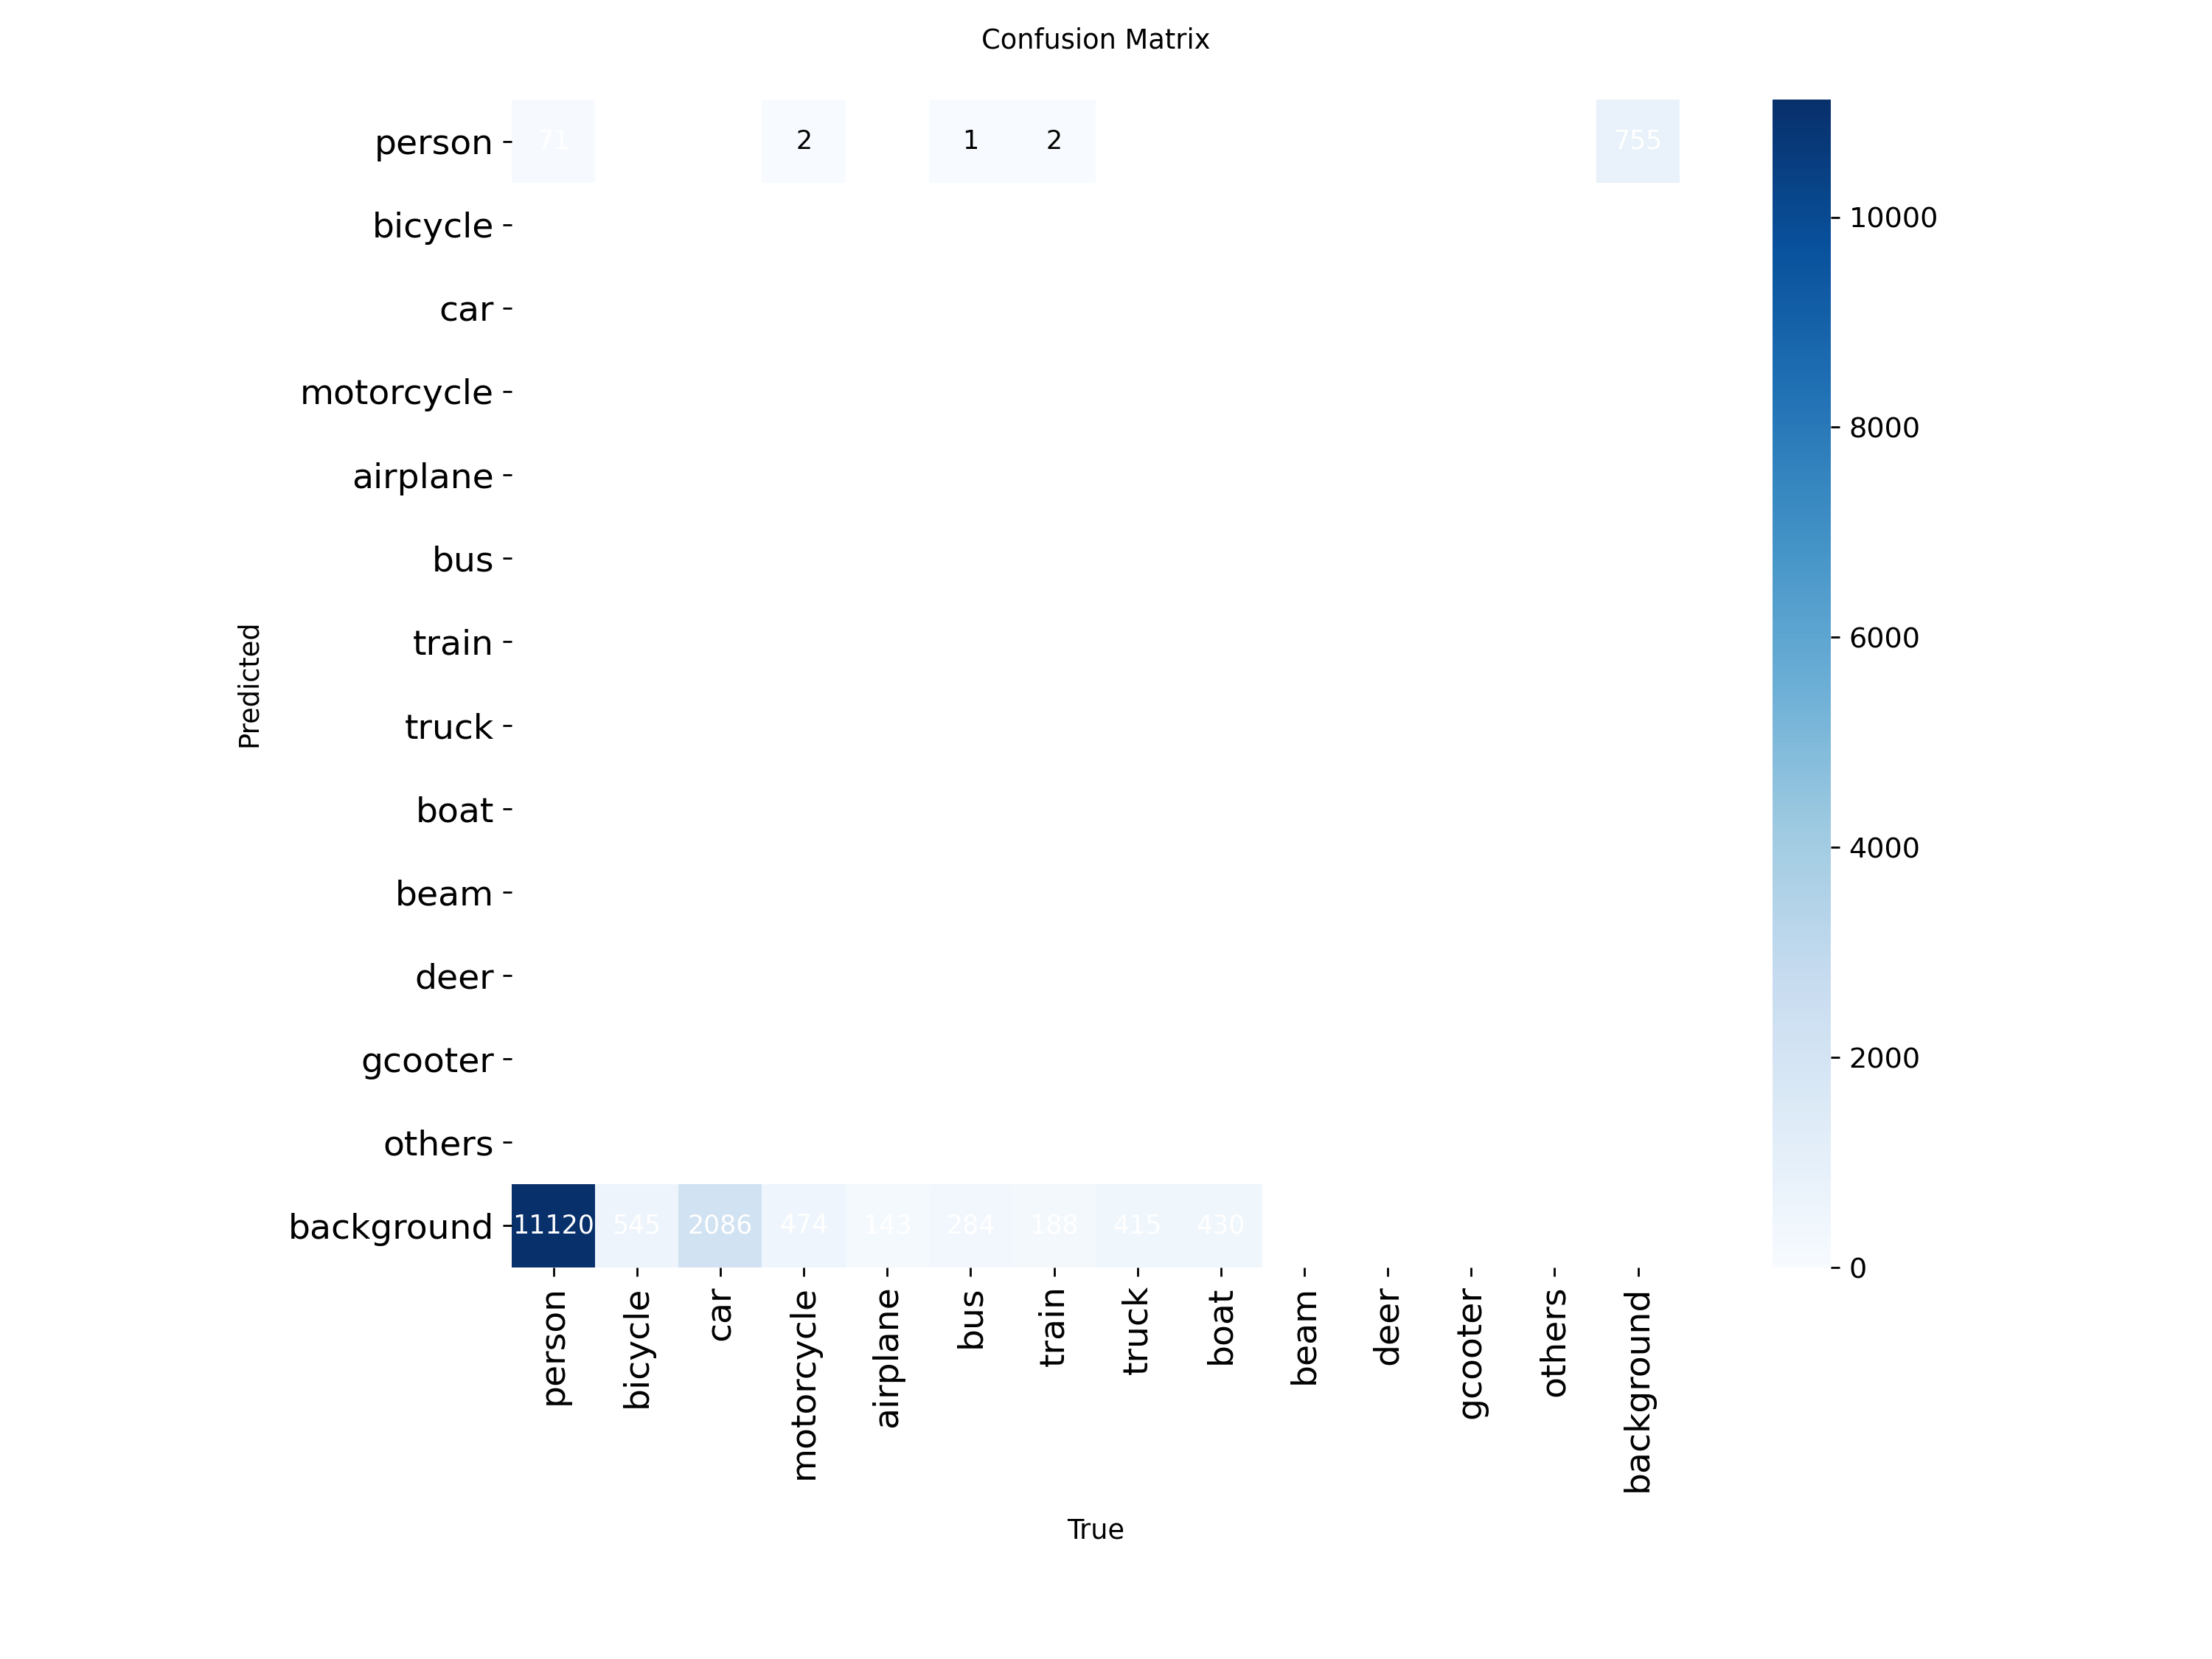 Confusion Matrix
person 71 2 1 2 755
bicycle
car
motorcycle
airplane
bus
train
truck
boat
beam
deer
gcooter
others
background 11120 545 2086 474 143 284 188 415 430
person bicycle car motorcycle airplane bus train truck boat beam deer gcooter others background
Predicted
True
10000
8000
6000
4000
2000
0